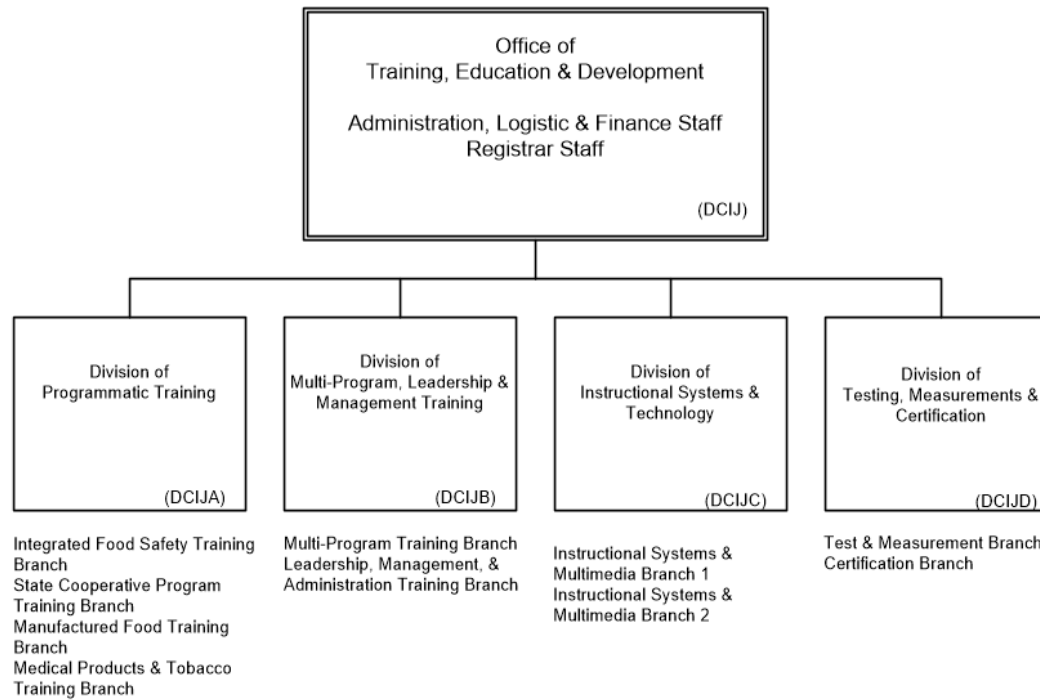 Office of
Training, Education & Development
Administration, Logistic & Finance Staff
Registrar Staff
(DCIJ)
Division of
Programmatic Training
(DCIJA)
Integrated Food Safety Training
Branch
State Cooperative Program
Training Branch
Manufactured Food Training
Branch
Medical Products & Tobacco
Training Branch
Division of
Multi-Program, Leadership &
Management Training
(DCIJB)
Multi-Program Training Branch
Leadership, Management, &
Administration Training Branch
Division of
Instructional Systems &
Technology
(DCIJC)
Instructional Systems &
Multimedia Branch 1
Instructional Systems &
Multimedia Branch 2
Division of
Testing, Measurements &
Certification
(DCIJD)
Test & Measurement Branch
Certification Branch